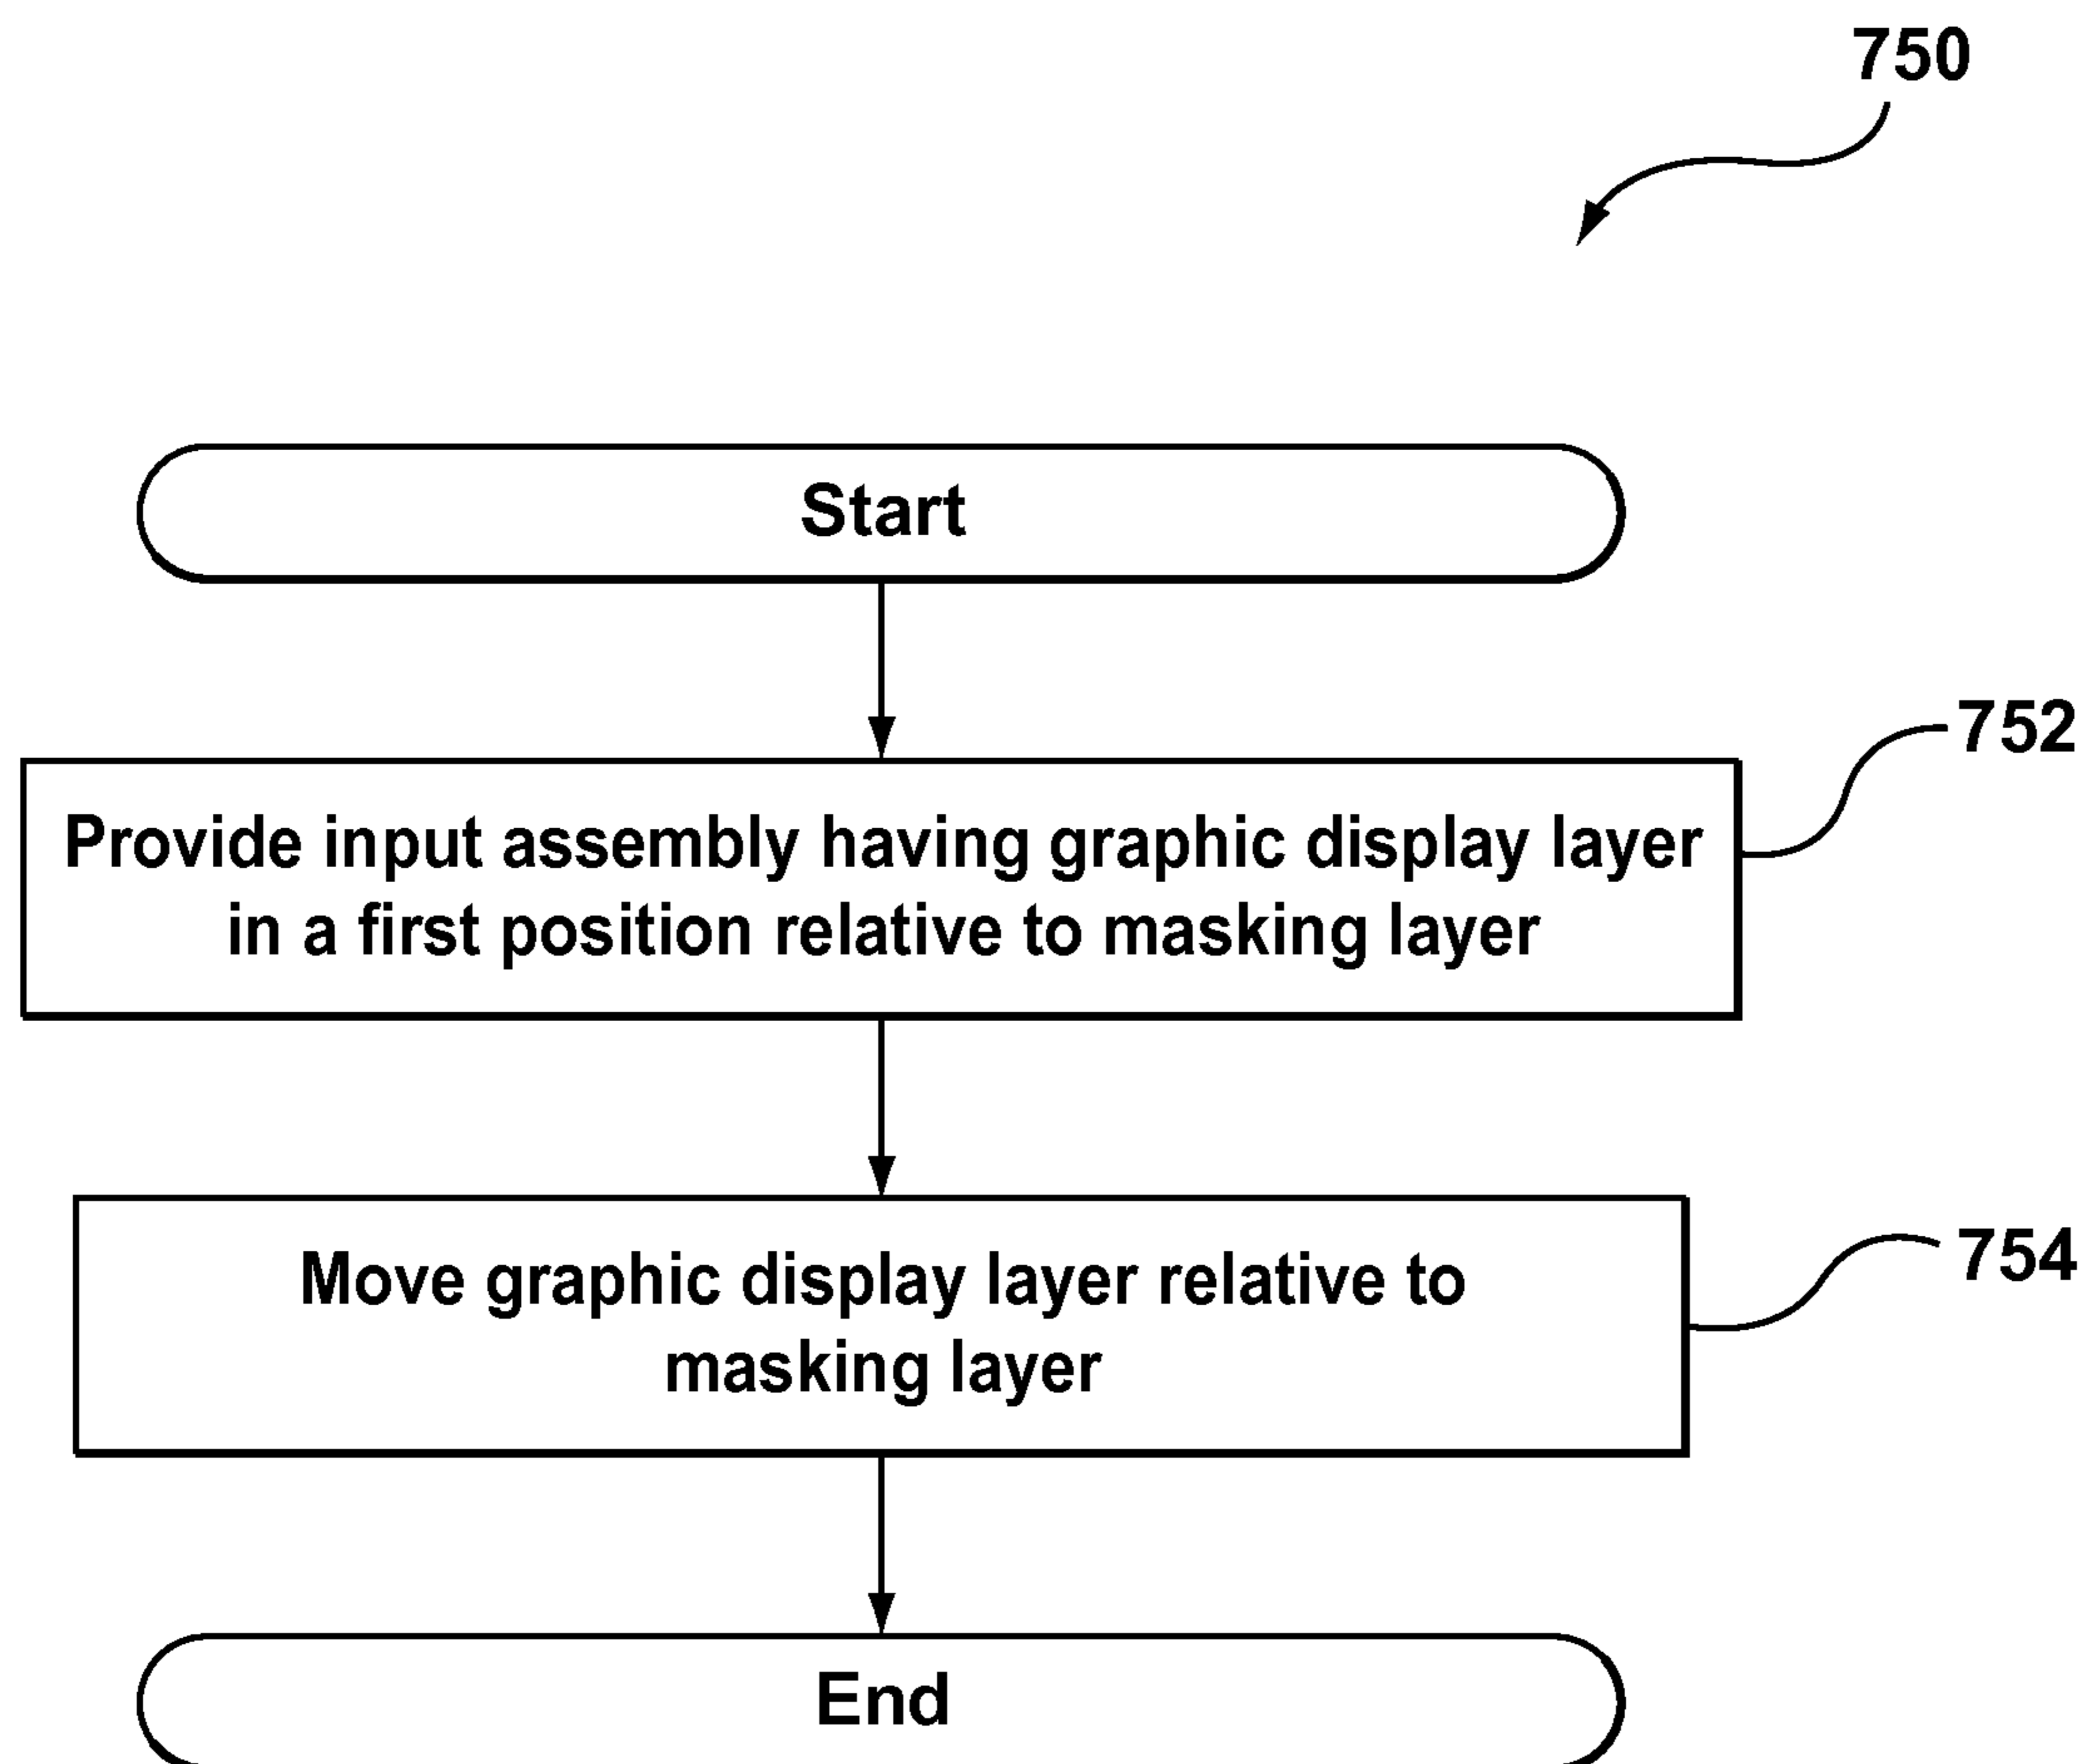 750
Start
752
Provide input assembly having graphic display layer
in a first position relative to masking layer
754
Move graphic display layer relative to
masking layer
End